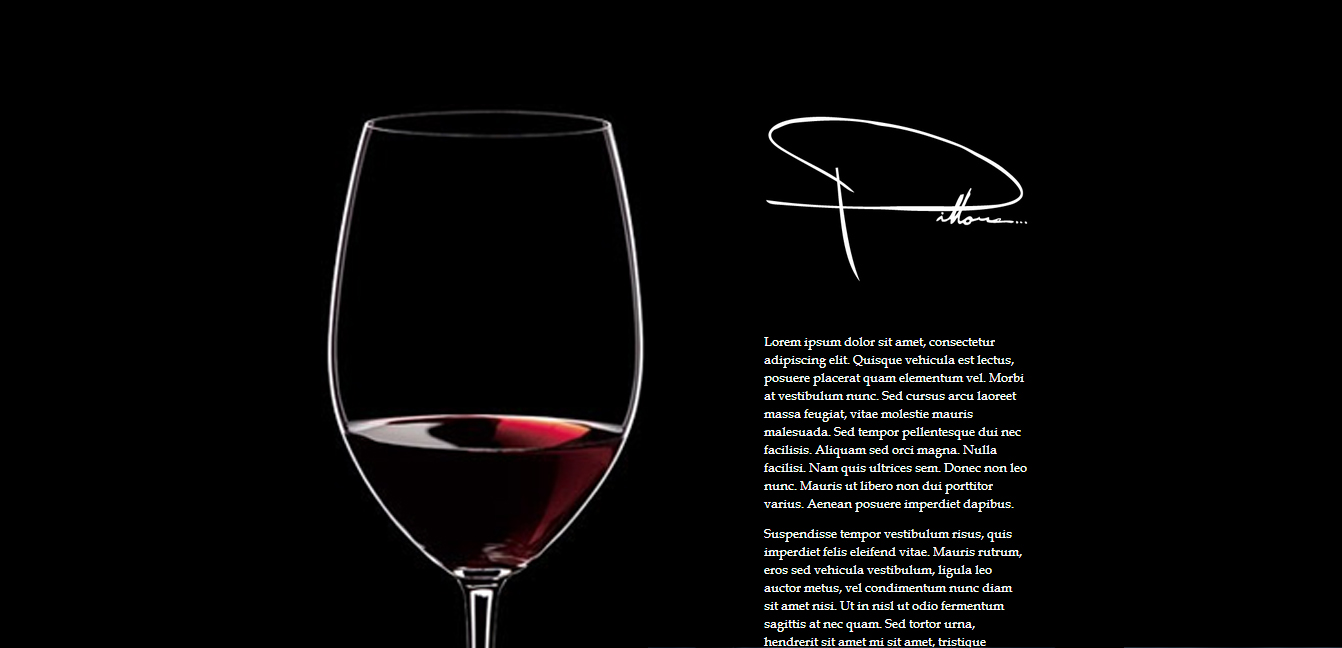 Pittoua...
Lorem ipsum dolor sit amet, consectetur
adipiscing elit. Quisque vehicula est lectus,
posuere placerat quam elementum vel. Morbi
at vestibulum nunc. Sed cursus arcu laoreet
massa feugiat, vitae molestie mauris
malesuada. Sed tempor pellentesque dui nec
facilisis. Aliquam sed orci magna. Nulla
facilisi. Nam quis ultrices sem. Donec non leo
nunc. Mauris ut libero non dui porttitor
varius. Aenean posuere imperdiet dapibus.
Suspendisse tempor vestibulum risus, quis
imperdiet felis eleifend vitae. Mauris rutrum,
eros sed vehicula vestibulum, ligula leo
auctor metus, vel condimentum nunc diam
sit amet nisi. Ut in nisl ut odio fermentum
sagittis at nec quam. Sed tortor urna,
hendrerit sit amet mi sit amet, tristique